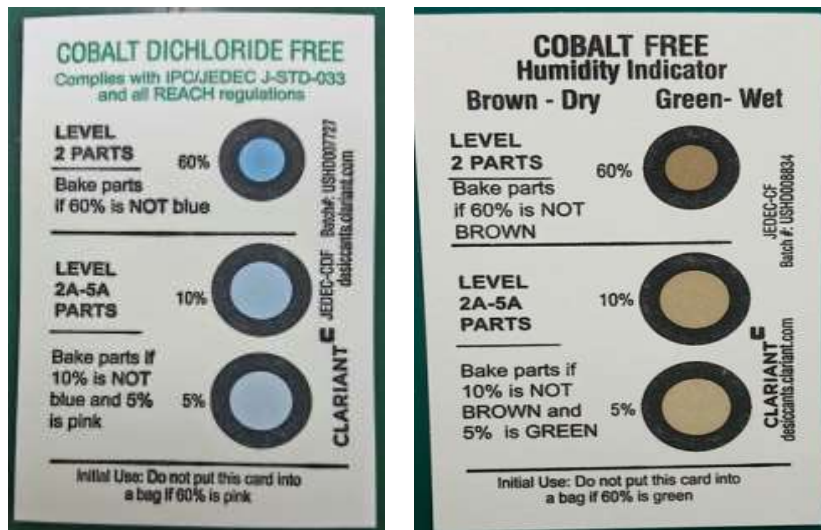 COBALT DICHLORIDE FREE
Complies with IPC/JEDEC J-STD-033
and all REACH regulations
LEVEL
2 PARTS
60%
Bake parts
if 60% is NOT blue
LEVEL
2A-5A
PARTS
10%
Bake parts if
10% is NOT
blue and 5%
is pink
5%
Initial Use: Do not put this card into
a bag if 60% is pink
CLARIANT
JEDEC-CDF Batch#: USHD007727
desiccants.clariant.com
COBALT FREE
Humidity Indicator
Brown - Dry Green- Wet
LEVEL
2 PARTS
60%
Bake parts
if 60% is NOT
BROWN
LEVEL
2A-5A
PARTS
10%
Bake parts if
10% is NOT
BROWN and
5% is GREEN
5%
Initial Use: Do not put this card into
a bag if 60% is green
CLARIANT
desiccants.clariant.com
JEDEC-CF
Batch #: USHD008834